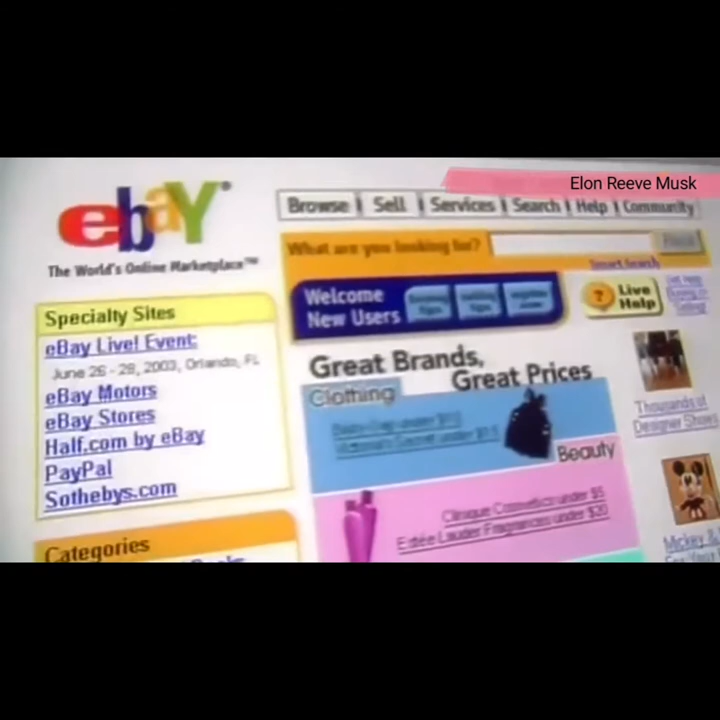 Elon Reeve Musk
ebaY®
The World's Online Marketplace™
Browse Sell Services Search Help Community
What are you looking for?
Smart Search
Welcome
New Users
Live
Help
Specialty Sites
eBay Live! Event:
June 26 - 28, 2003, Orlando, FL
eBay Motors
eBay Stores
Half.com by eBay
PayPal
Sothebys.com
Categories
Great Brands,
Great Prices
Clothing
Beauty
Clinique Cosmetics under $5
Estée Lauder Fragrances under $20
Thousands of
Designer Shoes
Mickey &